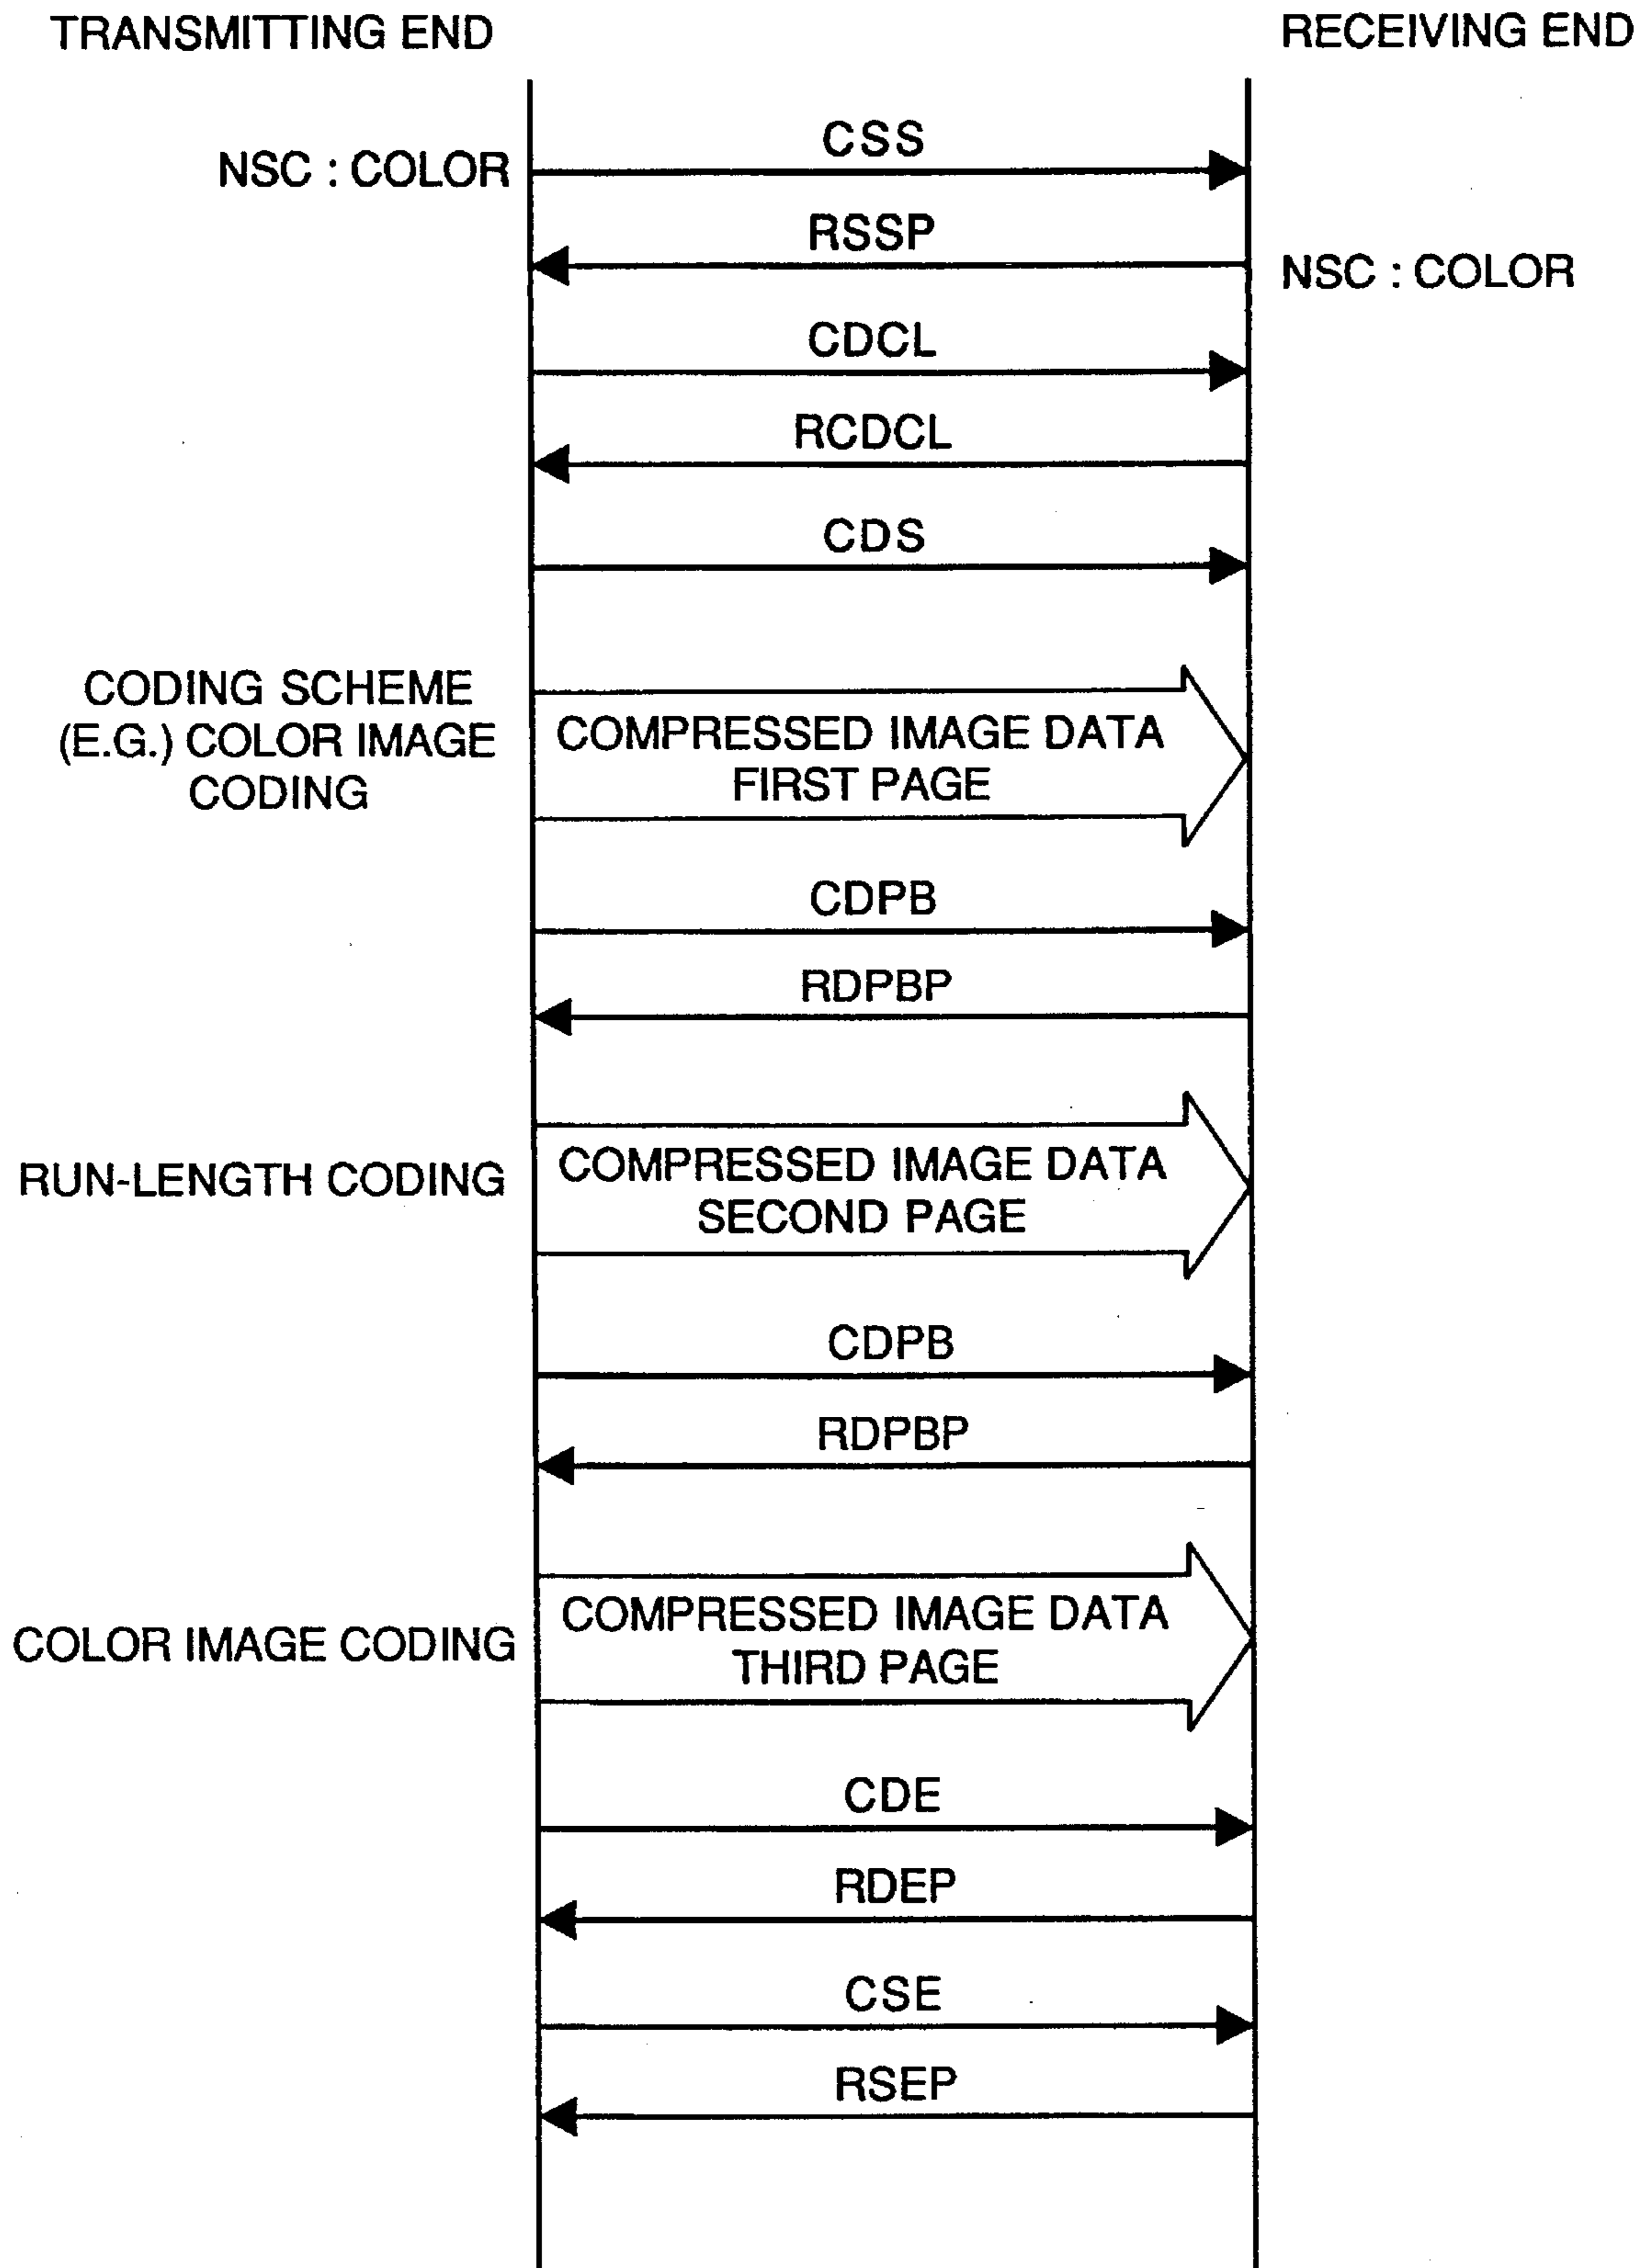 TRANSMITTING END
RECEIVING END
CSS
NSC : COLOR
RSSP
NSC : COLOR
CDCL
RCDCL
CDS
CODING SCHEME
(E.G.) COLOR IMAGE
CODING
COMPRESSED IMAGE DATA
FIRST PAGE
CDPB
RDPBP
RUN-LENGTH CODING
COMPRESSED IMAGE DATA
SECOND PAGE
CDPB
RDPBP
COLOR IMAGE CODING
COMPRESSED IMAGE DATA
THIRD PAGE
CDE
RDEP
CSE
RSEP